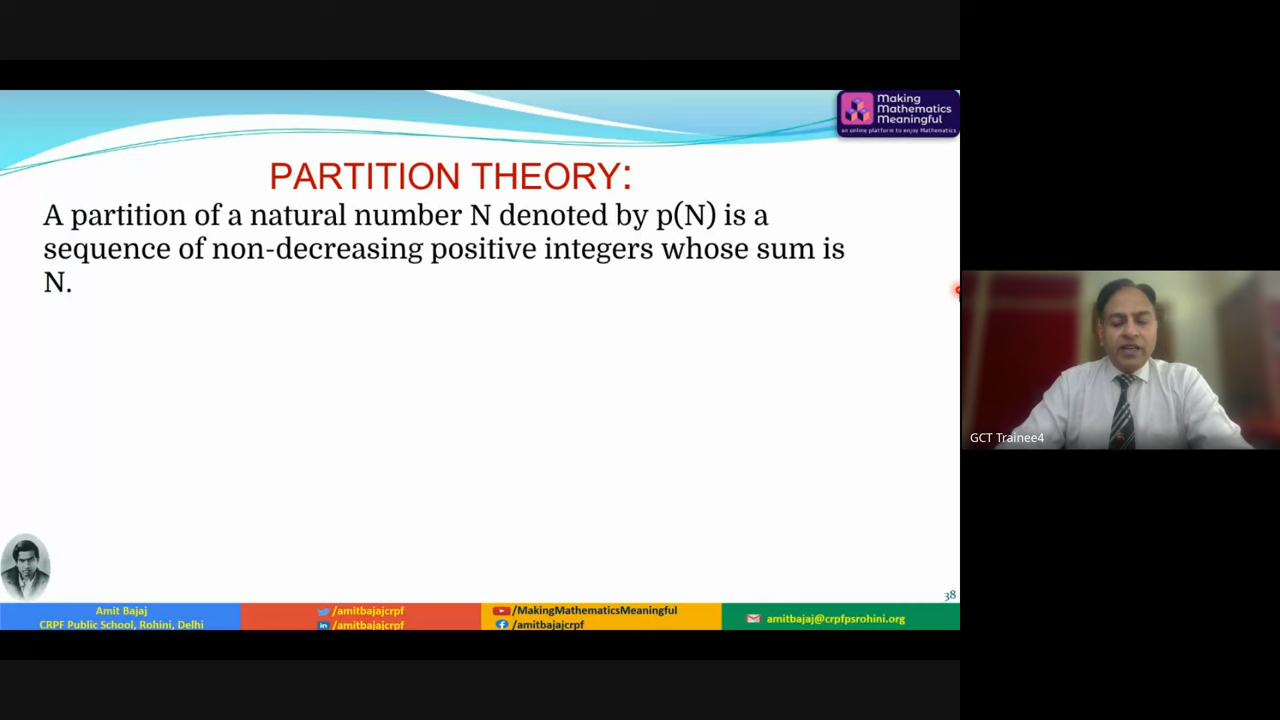 Making
Mathematics
Meaningful
an online platform to enjoy Mathematics
PARTITION THEORY:
A partition of a natural number N denoted by p(N) is a
sequence of non-decreasing positive integers whose sum is
N.
GCT Trainee4
38
Amit Bajaj
CRPF Public School, Rohini, Delhi
/amitbajajcrpf
/amitbajajcrpf
/MakingMathematicsMeaningful
/amitbajajcrpf
amitbajaj@crpfpsrohini.org